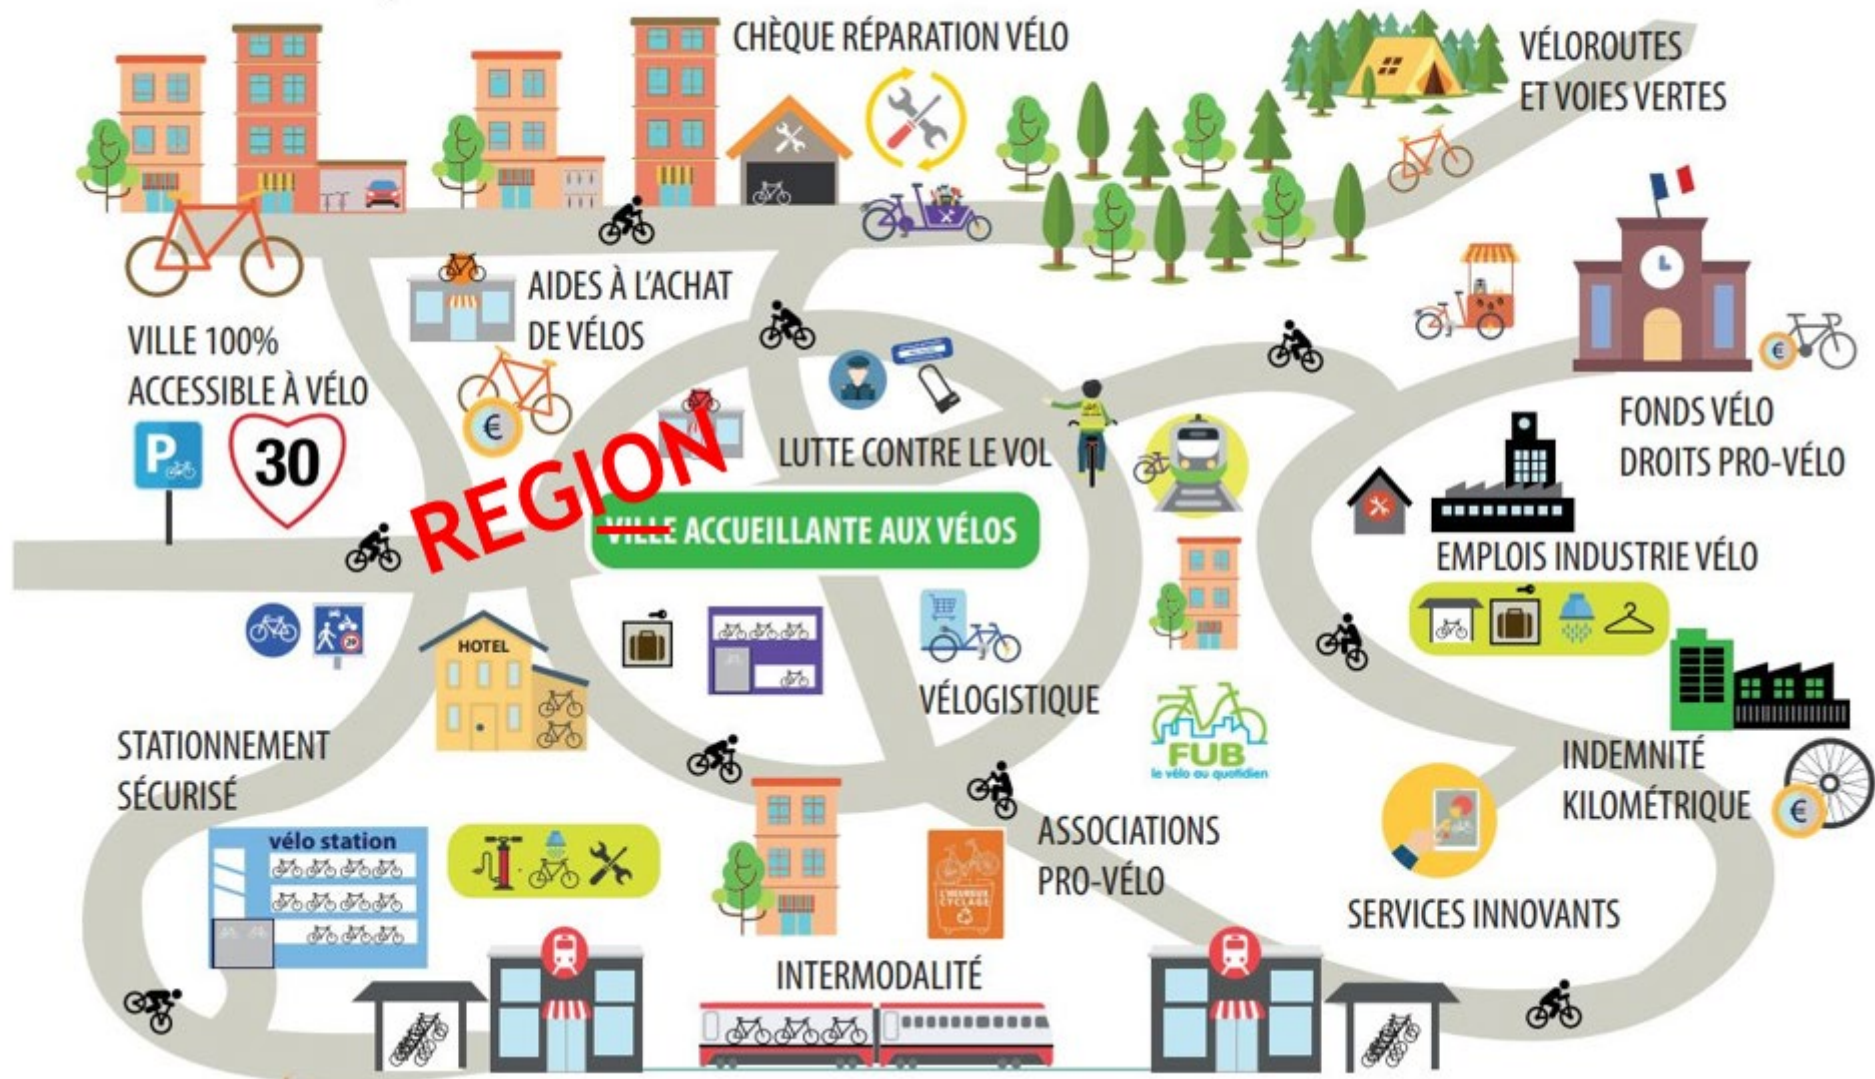 CHÈQUE RÉPARATION VÉLO
VÉLOROUTES
ET VOIES VERTES
AIDES À L'ACHAT
DE VÉLOS
VILLE 100%
ACCESSIBLE À VÉLO
P
30
€
LUTTE CONTRE LE VOL
€
FONDS VÉLO
DROITS PRO-VÉLO
REGION
VILLE ACCUEILLANTE AUX VÉLOS
EMPLOIS INDUSTRIE VÉLO
HOTEL
VÉLOGISTIQUE
FUB
le vélo au quotidien
STATIONNEMENT
SÉCURISÉ
INDEMNITÉ
KILOMÉTRIQUE
€
vélo station
ASSOCIATIONS
PRO-VÉLO
L'HEUREUX
CYCLAGE
SERVICES INNOVANTS
INTERMODALITÉ